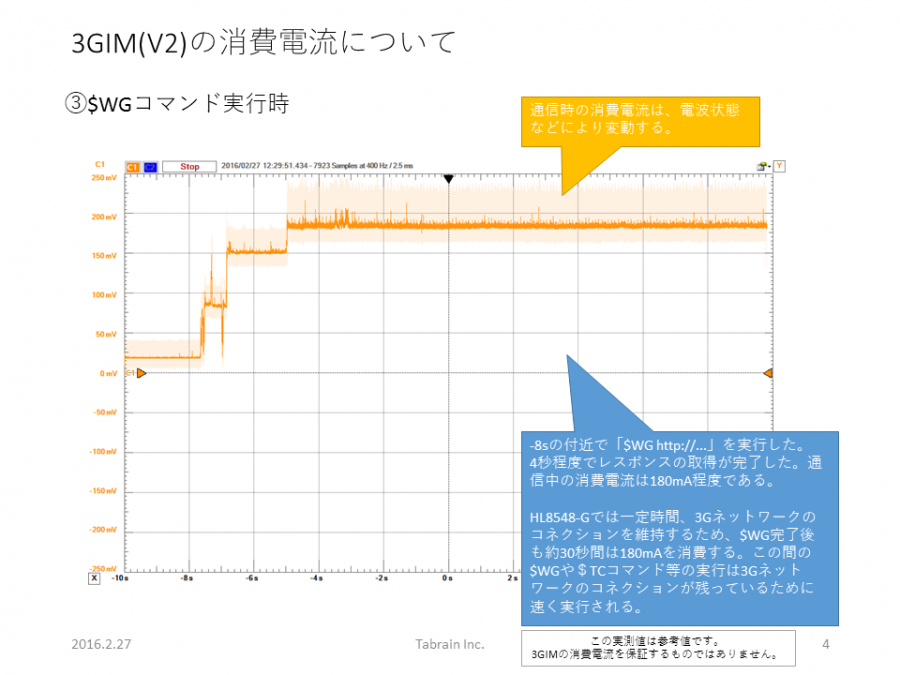 3GIM(V2)の消費電流について
③$WGコマンド実行時
通信時の消費電流は、電波状態
などにより変動する。
C1
C1
C2
Stop
2016/02/27 12:29:51.434 - 7923 Samples at 400 Hz / 2.5 ms
Y
250 mV
200 mV
150 mV
100 mV
50 mV
0 mV
C1
-50 mV
-100 mV
-150 mV
-200 mV
-250 mV
X
-10s
-8s
-6s
-4s
-2s
0s
2s
-8sの付近で「$WG http://...」を実行した。
4秒程度でレスポンスの取得が完了した。通
信中の消費電流は180mA程度である。
HL8548-Gでは一定時間、3Gネットワークの
コネクションを維持するため、$WG完了後
も約30秒間は180mAを消費する。この間の
$WGや＄TCコマンド等の実行は3Gネット
ワークのコネクションが残っているために
速く実行される。
2016.2.27
Tabrain Inc.
この実測値は参考値です。
3GIMの消費電流を保証するものではありません。
4